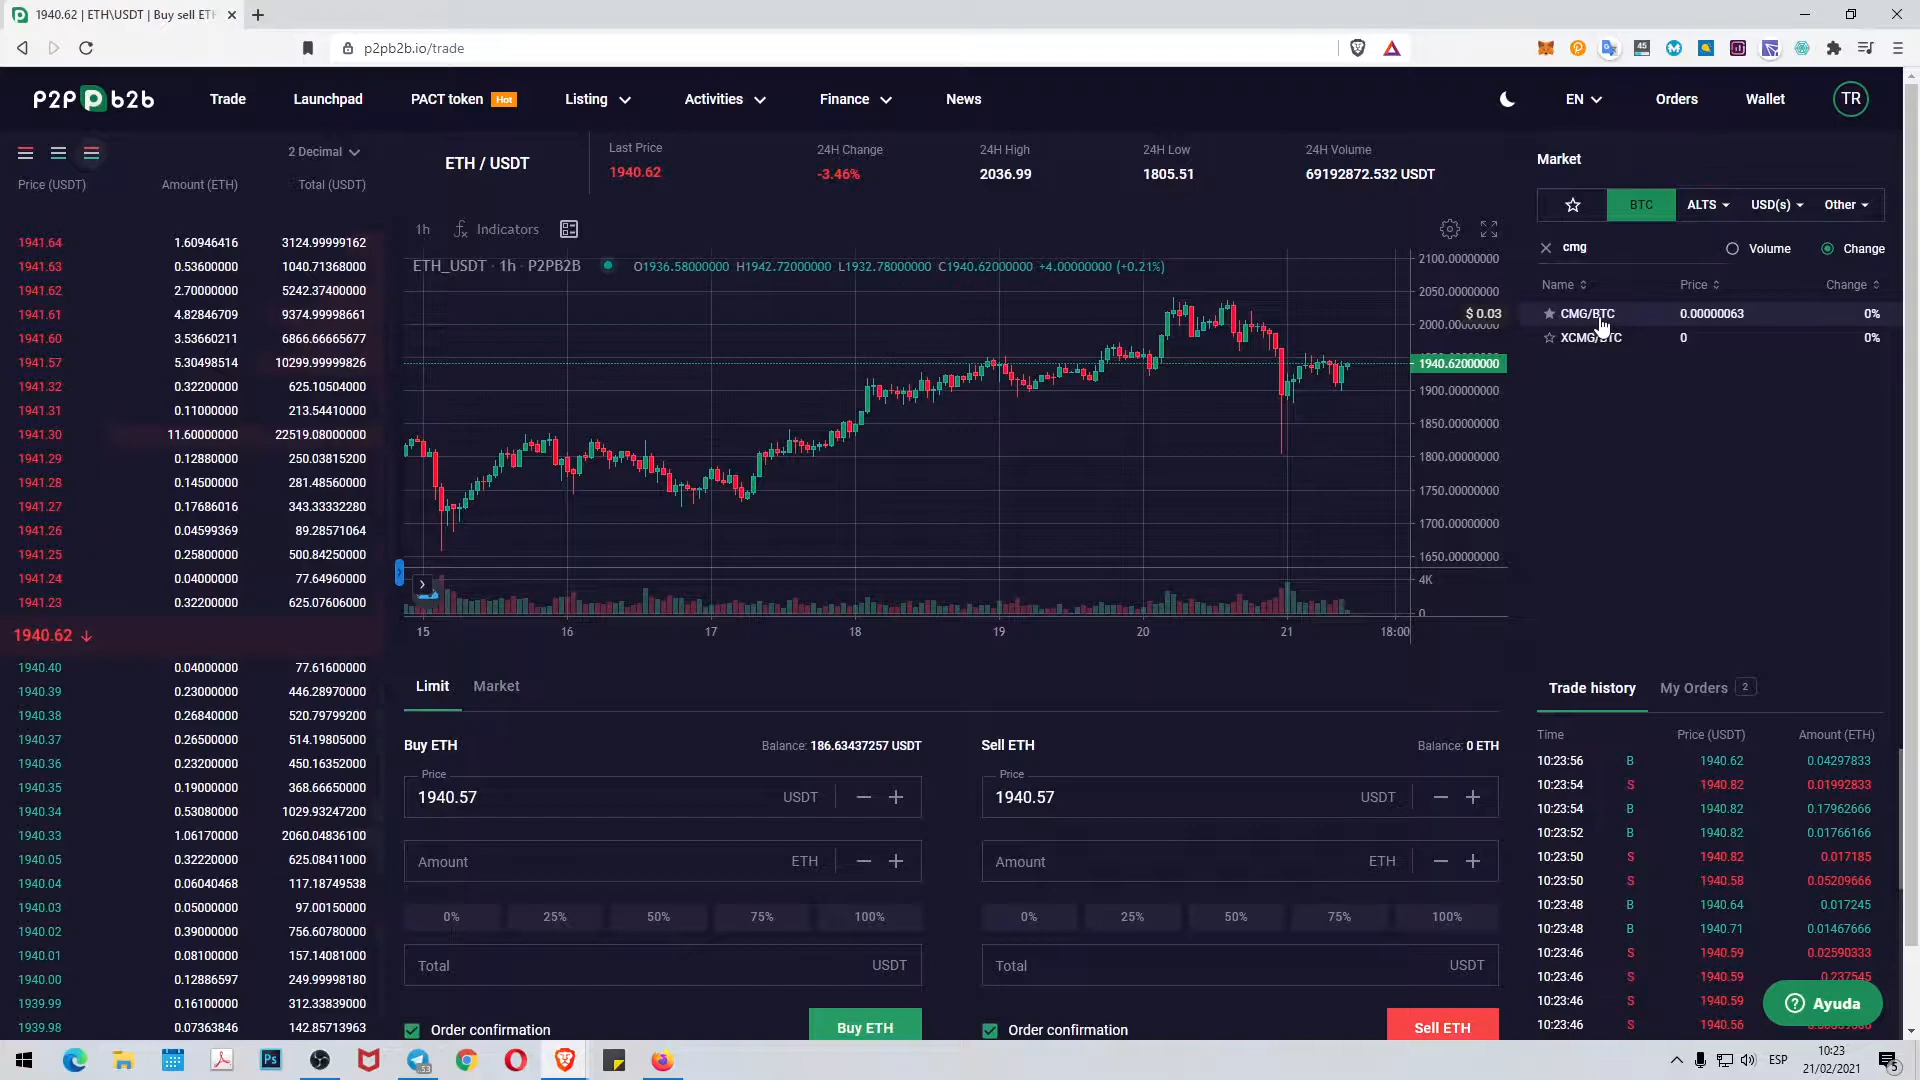 1940.62 | ETH\USDT | Buy sell ETH
p2pb2b.io/trade
45
P2P b2b
Trade
Launchpad
PACT token Hot
Listing
Activities
Finance
News
EN
Orders
Wallet
TR
2 Decimal
Price (USDT) Amount (ETH) Total (USDT)
1941.64 1.60946416 3124.99999162
1941.63 0.53600000 1040.71368000
1941.62 2.70000000 5242.37400000
1941.61 4.82846709 9374.99998661
1941.60 3.53660211 6866.66665677
1941.57 5.30498514 10299.99999826
1941.32 0.32200000 625.10504000
1941.31 0.11000000 213.54410000
1941.30 11.60000000 22519.08000000
1941.29 0.12880000 250.03815200
1941.28 0.14500000 281.48560000
1941.27 0.17686016 343.33332280
1941.26 0.04599369 89.28571064
1941.25 0.25800000 500.84250000
1941.24 0.04000000 77.64960000
1941.23 0.32200000 625.07606000
1940.62 ↓
1940.40 0.04000000 77.61600000
1940.39 0.23000000 446.28970000
1940.38 0.26840000 520.79799200
1940.37 0.26500000 514.19805000
1940.36 0.23200000 450.16352000
1940.35 0.19000000 368.66650000
1940.34 0.53080000 1029.93247200
1940.33 1.06170000 2060.04836100
1940.05 0.32220000 625.08411000
1940.04 0.06040468 117.18749538
1940.03 0.05000000 97.00150000
1940.02 0.39000000 756.60780000
1940.01 0.08100000 157.14081000
1940.00 0.12886597 249.99998180
1939.99 0.16100000 312.33839000
1939.98 0.07363846 142.85713963
ETH / USDT
Last Price 1940.62
24H Change -3.46%
24H High 2036.99
24H Low 1805.51
24H Volume 69192872.532 USDT
1h Indicators
ETH_USDT · 1h · P2PB2B O1936.58000000 H1942.72000000 L1932.78000000 C1940.62000000 +4.00000000 (+0.21%)
2100.00000000
2050.00000000
$ 0.03
2000.00000000
1940.62000000
1900.00000000
1850.00000000
1800.00000000
1750.00000000
1700.00000000
1650.00000000
4K
0
15 16 17 18 19 20 21 18:00
Limit Market
Buy ETH Balance: 186.63437257 USDT
Price
1940.57 USDT
Amount ETH
0% 25% 50% 75% 100%
Total USDT
Order confirmation Buy ETH
Sell ETH Balance: 0 ETH
Price
1940.57 USDT
Amount ETH
0% 25% 50% 75% 100%
Total USDT
Order confirmation Sell ETH
Market
BTC ALTS USD(s) Other
cmg Volume Change
Name Price Change
CMG/BTC 0.00000063 0%
XCMG/BTC 0 0%
Trade history My Orders 2
Time Price (USDT) Amount (ETH)
10:23:56 B 1940.62 0.04297833
10:23:54 S 1940.82 0.01992833
10:23:54 B 1940.82 0.17962666
10:23:52 B 1940.82 0.01766166
10:23:50 S 1940.82 0.017185
10:23:50 S 1940.58 0.05209666
10:23:48 B 1940.64 0.017245
10:23:48 B 1940.71 0.01467666
10:23:46 S 1940.59 0.02590333
10:23:46 S 1940.59 0.237545
10:23:46 S 1940.59
10:23:46 S 1940.56
Ayuda
Ps
53
ESP
10:23
21/02/2021
5